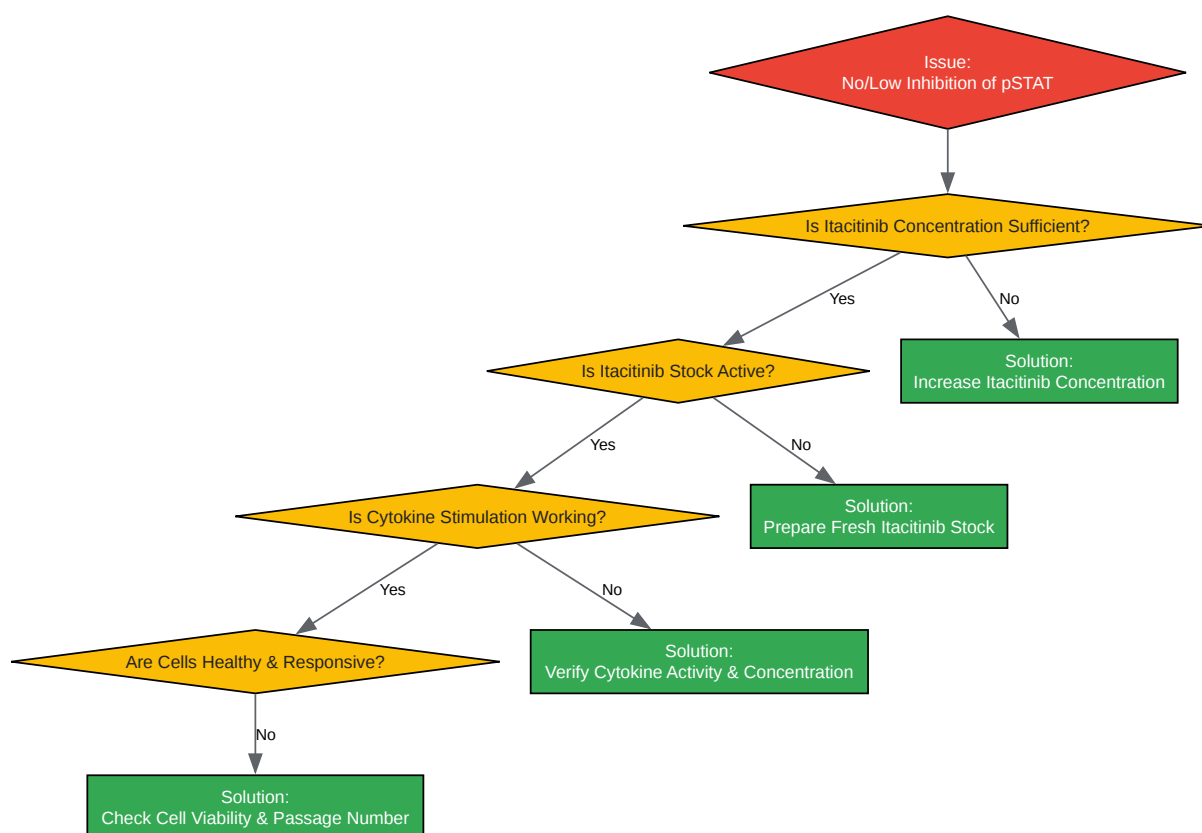 Issue:
No/Low Inhibition of pSTAT
Is Itacitinib Concentration Sufficient?
Yes
No
Is Itacitinib Stock Active?
Solution:
Increase Itacitinib Concentration
Yes
No
Is Cytokine Stimulation Working?
Solution:
Prepare Fresh Itacitinib Stock
Yes
No
Are Cells Healthy & Responsive?
Solution:
Verify Cytokine Activity & Concentration
No
Solution:
Check Cell Viability & Passage Number